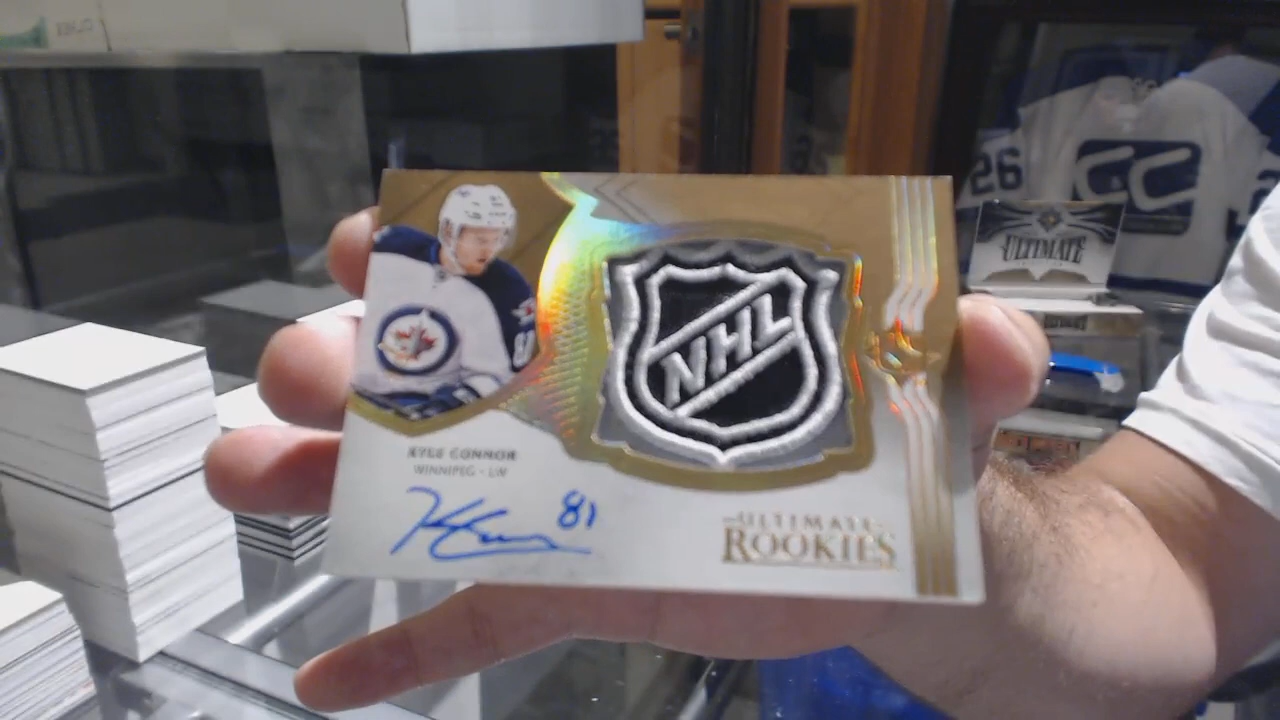 NHL
KYLE CONNOR
WINNIPEG - LW
81
ULTIMATE
ROOKIES
26
ULTIMATE